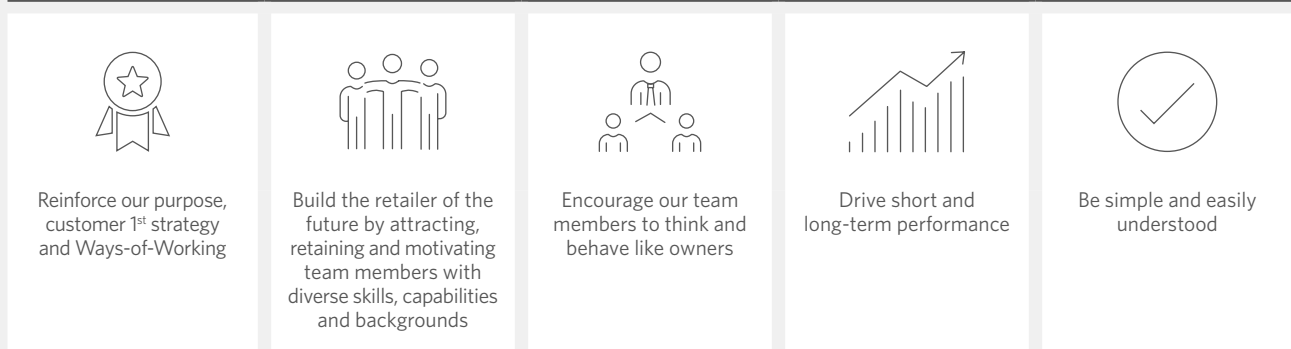 Reinforce our purpose,
customer 1st strategy
and Ways-of-Working
Build the retailer of the
future by attracting,
retaining and motivating
team members with
diverse skills, capabilities
and backgrounds
Encourage our team
members to think and
behave like owners
Drive short and
long-term performance
Be simple and easily
understood